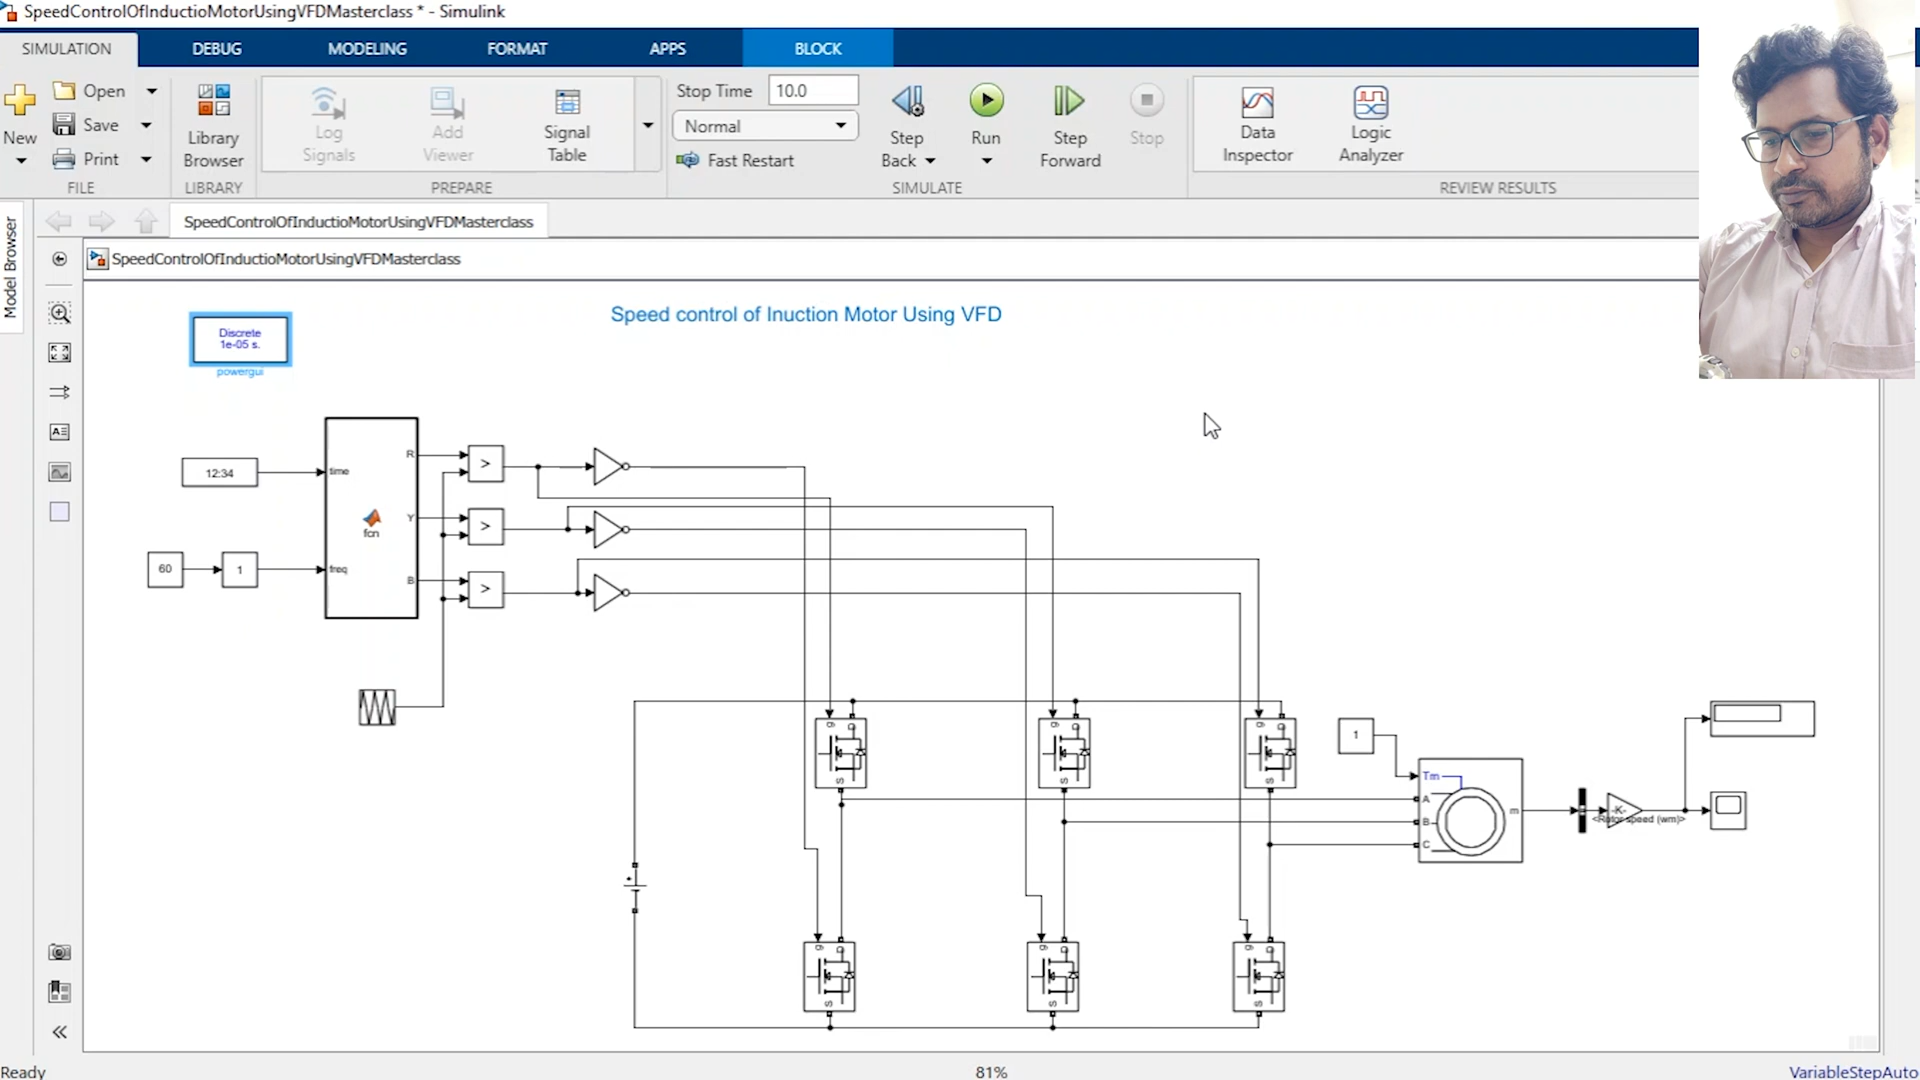 SpeedControlOfInductioMotorUsingVFDMasterclass * - Simulink
SIMULATION
DEBUG
MODELING
FORMAT
APPS
BLOCK
New
Open
Save
Print
FILE
Library
Browser
LIBRARY
Log
Signals
Add
Viewer
Signal
Table
PREPARE
Stop Time
10.0
Normal
Fast Restart
Step
Back
Run
Step
Forward
Stop
SIMULATE
Data
Inspector
Logic
Analyzer
REVIEW RESULTS
SpeedControlOfInductioMotorUsingVFDMasterclass
Model Browser
SpeedControlOfInductioMotorUsingVFDMasterclass
Speed control of Inuction Motor Using VFD
Discrete
1e-05 s.
powergui
12:34
time
60
1
freq
fcn
R
Y
B
>
>
>
g
D
S
g
D
S
g
D
S
1
Tm
A
B
C
m
-K-
<Rotor speed (wm)>
g
D
S
g
D
S
g
D
S
Ready
81%
VariableStepAuto